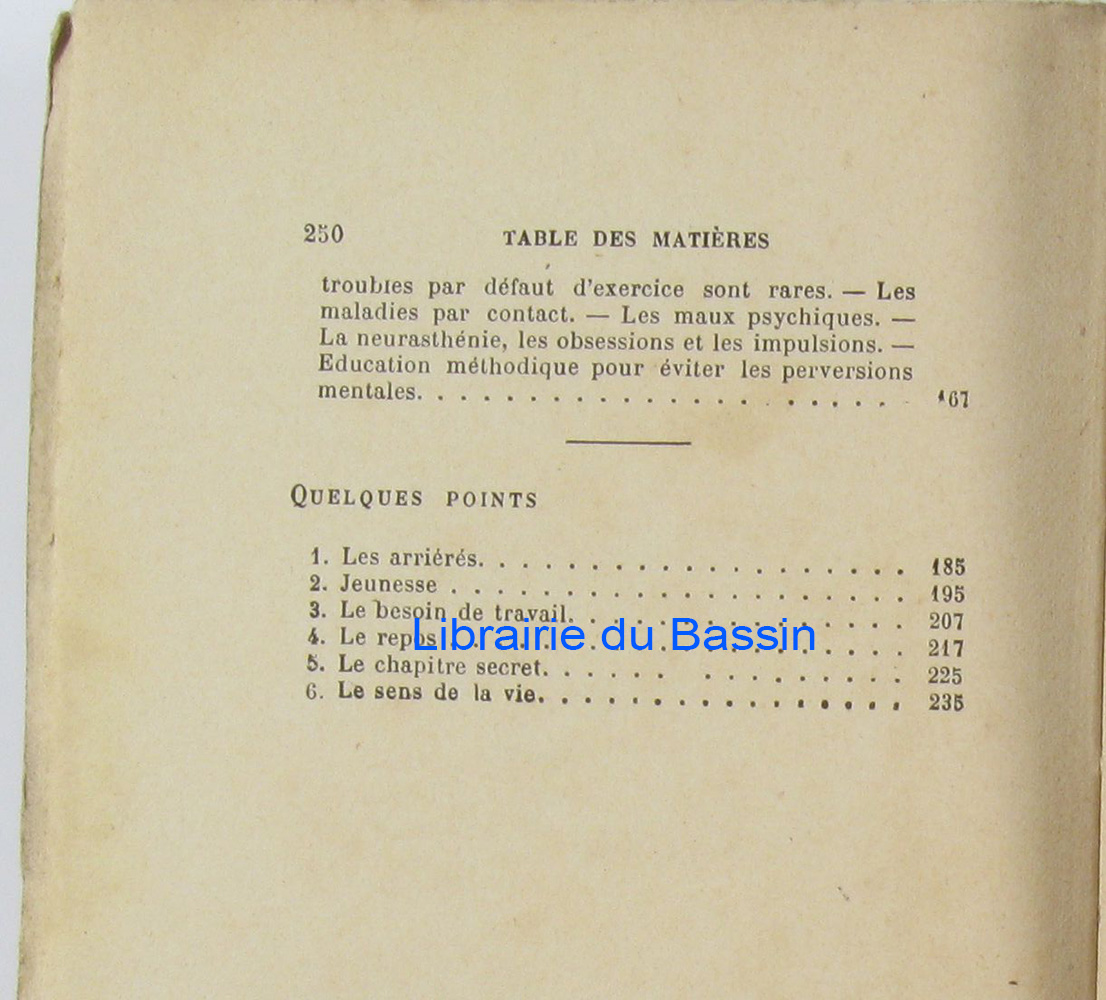 250 TABLE DES MATIÈRES
troubles par défaut d'exercice sont rares. — Les
maladies par contact. — Les maux psychiques. —
La neurasthénie, les obsessions et les impulsions. —
Education méthodique pour éviter les perversions
mentales. . . . . . . . . . . . . . . . . . . . 167
QUELQUES POINTS
1. Les arriérés. . . . . . . . . . . . . . . . . . . 185
2. Jeunesse . . . . . . . . . . . . . . . . . . . . 195
3. Le besoin de travail. . . . . . . . . . . . . . . 207
4. Le repos . . . . . . . . . . . . . . . . . . . . 217
Librairie du Bassin
5. Le chapitre secret. . . . . . . . . . . . . . . 225
6. Le sens de la vie. . . . . . . . . . . . . . . . 235